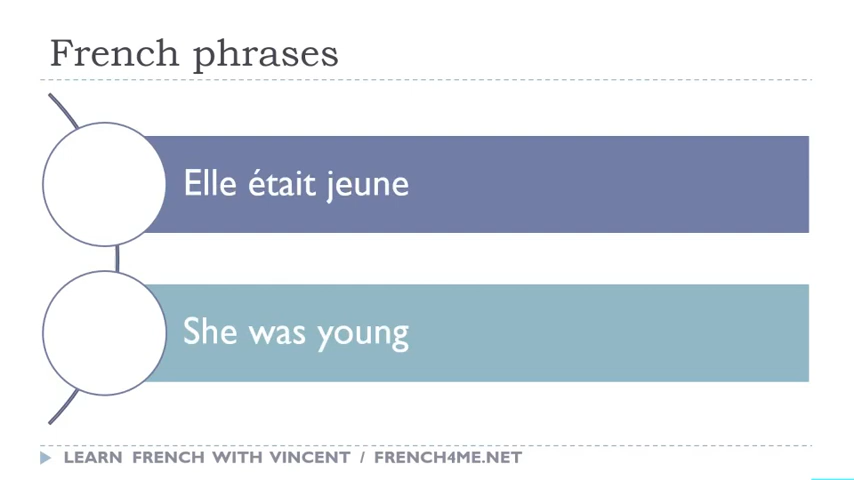 French phrases
Elle était jeune
She was young
LEARN FRENCH WITH VINCENT / FRENCH4ME.NET